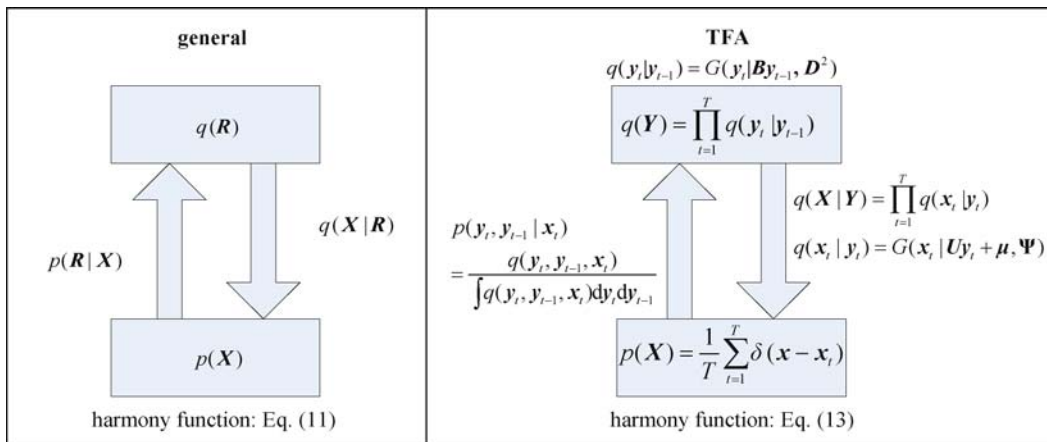 general
q(R)
p(R | X)
q(X | R)
p(X)
harmony function: Eq. (11)
TFA
q(y_t|y_{t-1}) = G(y_t|By_{t-1}, D^2)
q(Y) = ∏_{t=1}^{T} q(y_t |y_{t-1})
p(y_t, y_{t-1} | x_t)
= q(y_t, y_{t-1}, x_t) / ∫q(y_t, y_{t-1}, x_t)dy_t dy_{t-1}
q(X | Y) = ∏_{t=1}^{T} q(x_t |y_t)
q(x_t | y_t) = G(x_t | Uy_t + μ, Ψ)
p(X) = 1/T ∑_{t=1}^{T} δ(x − x_t)
harmony function: Eq. (13)